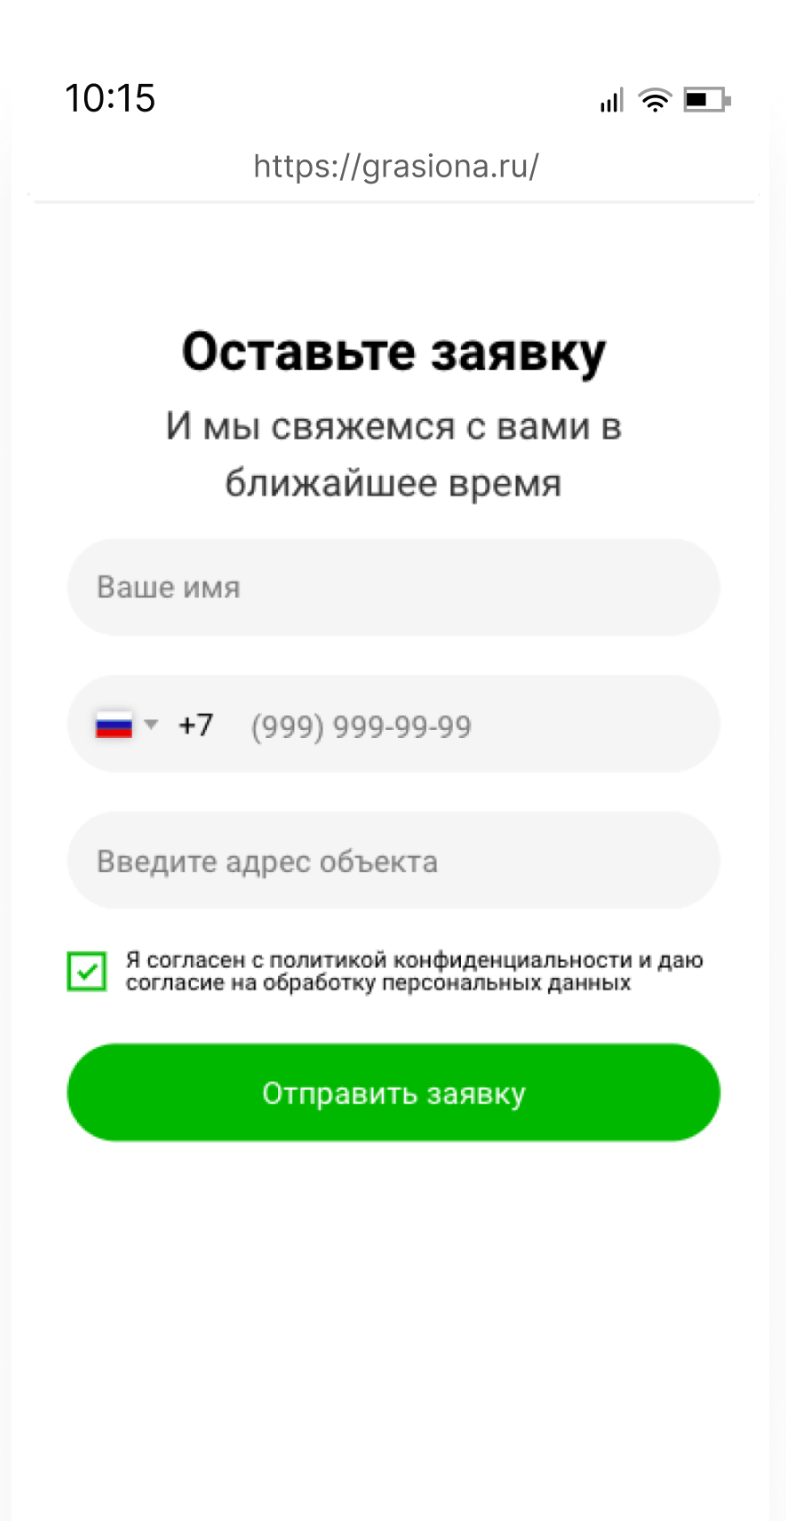 10:15
https://grasiona.ru/
Оставьте заявку
И мы свяжемся с вами в
ближайшее время
Ваше имя
+7 (999) 999-99-99
Введите адрес объекта
Я согласен с политикой конфиденциальности и даю
согласие на обработку персональных данных
Отправить заявку